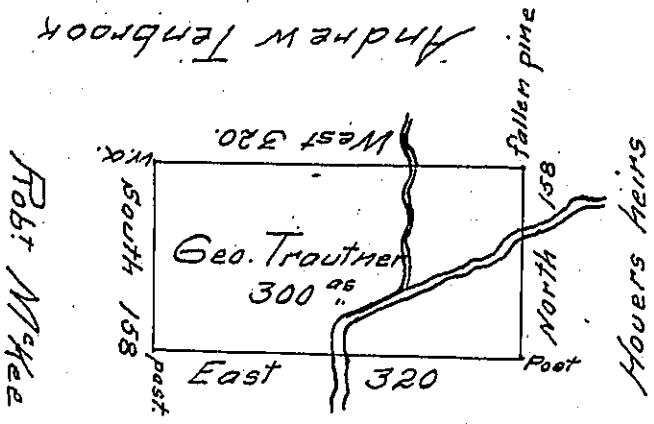 Andrew Tenbrook
fallen pine
West 320.
W.O.
158
Hovers heirs
South 158
Geo. Trautner
300 as
North
Robt McKee
Post.
East 320
Post